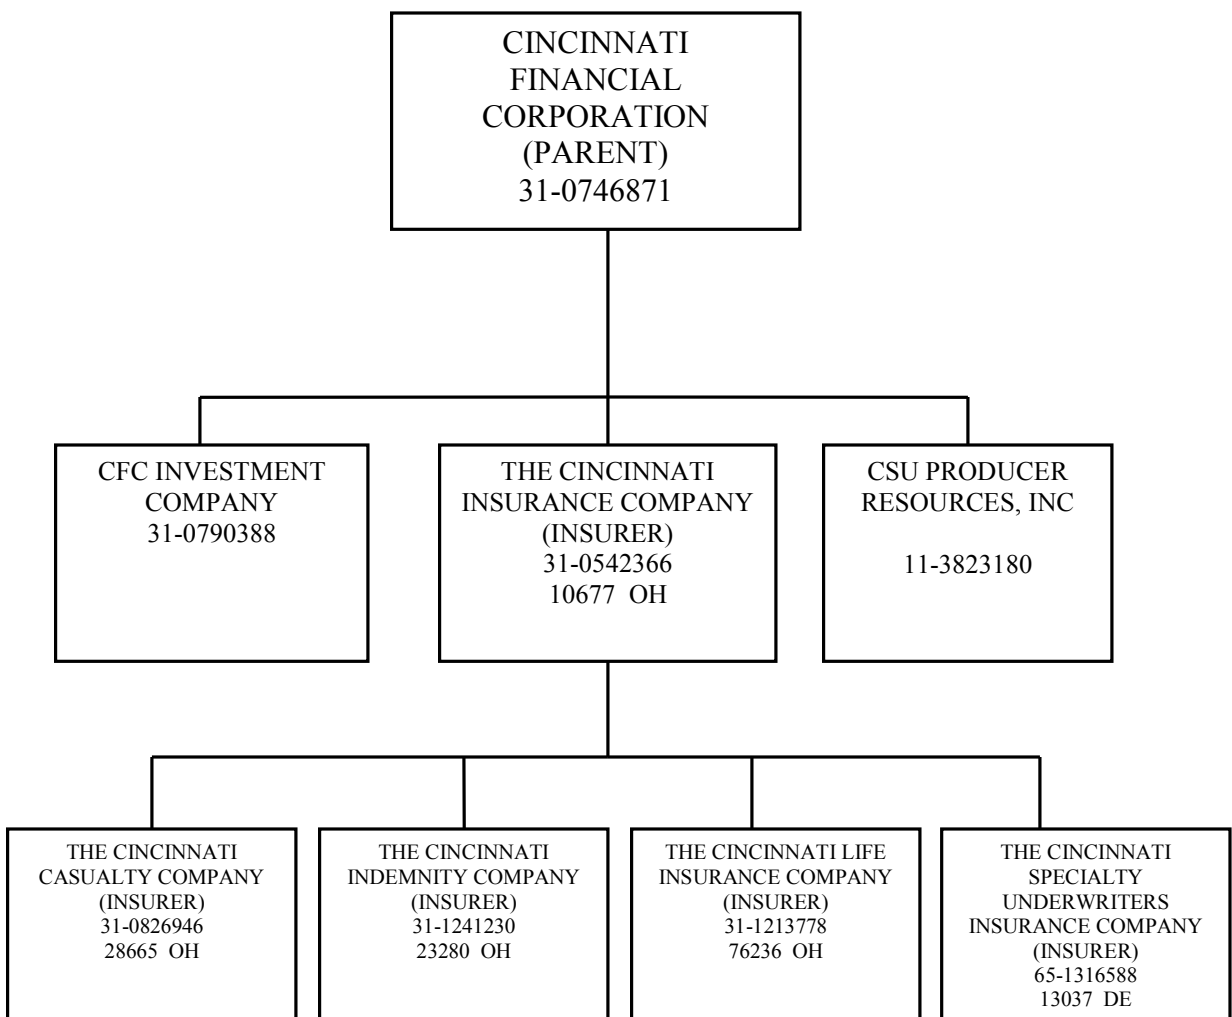 CINCINNATI
FINANCIAL
CORPORATION
(PARENT)
31-0746871
CFC INVESTMENT
COMPANY
31-0790388
THE CINCINNATI
INSURANCE COMPANY
(INSURER)
31-0542366
10677 OH
CSU PRODUCER
RESOURCES, INC
11-3823180
THE CINCINNATI
CASUALTY COMPANY
(INSURER)
31-0826946
28665 OH
THE CINCINNATI
INDEMNITY COMPANY
(INSURER)
31-1241230
23280 OH
THE CINCINNATI LIFE
INSURANCE COMPANY
(INSURER)
31-1213778
76236 OH
THE CINCINNATI
SPECIALTY
UNDERWRITERS
INSURANCE COMPANY
(INSURER)
65-1316588
13037 DE